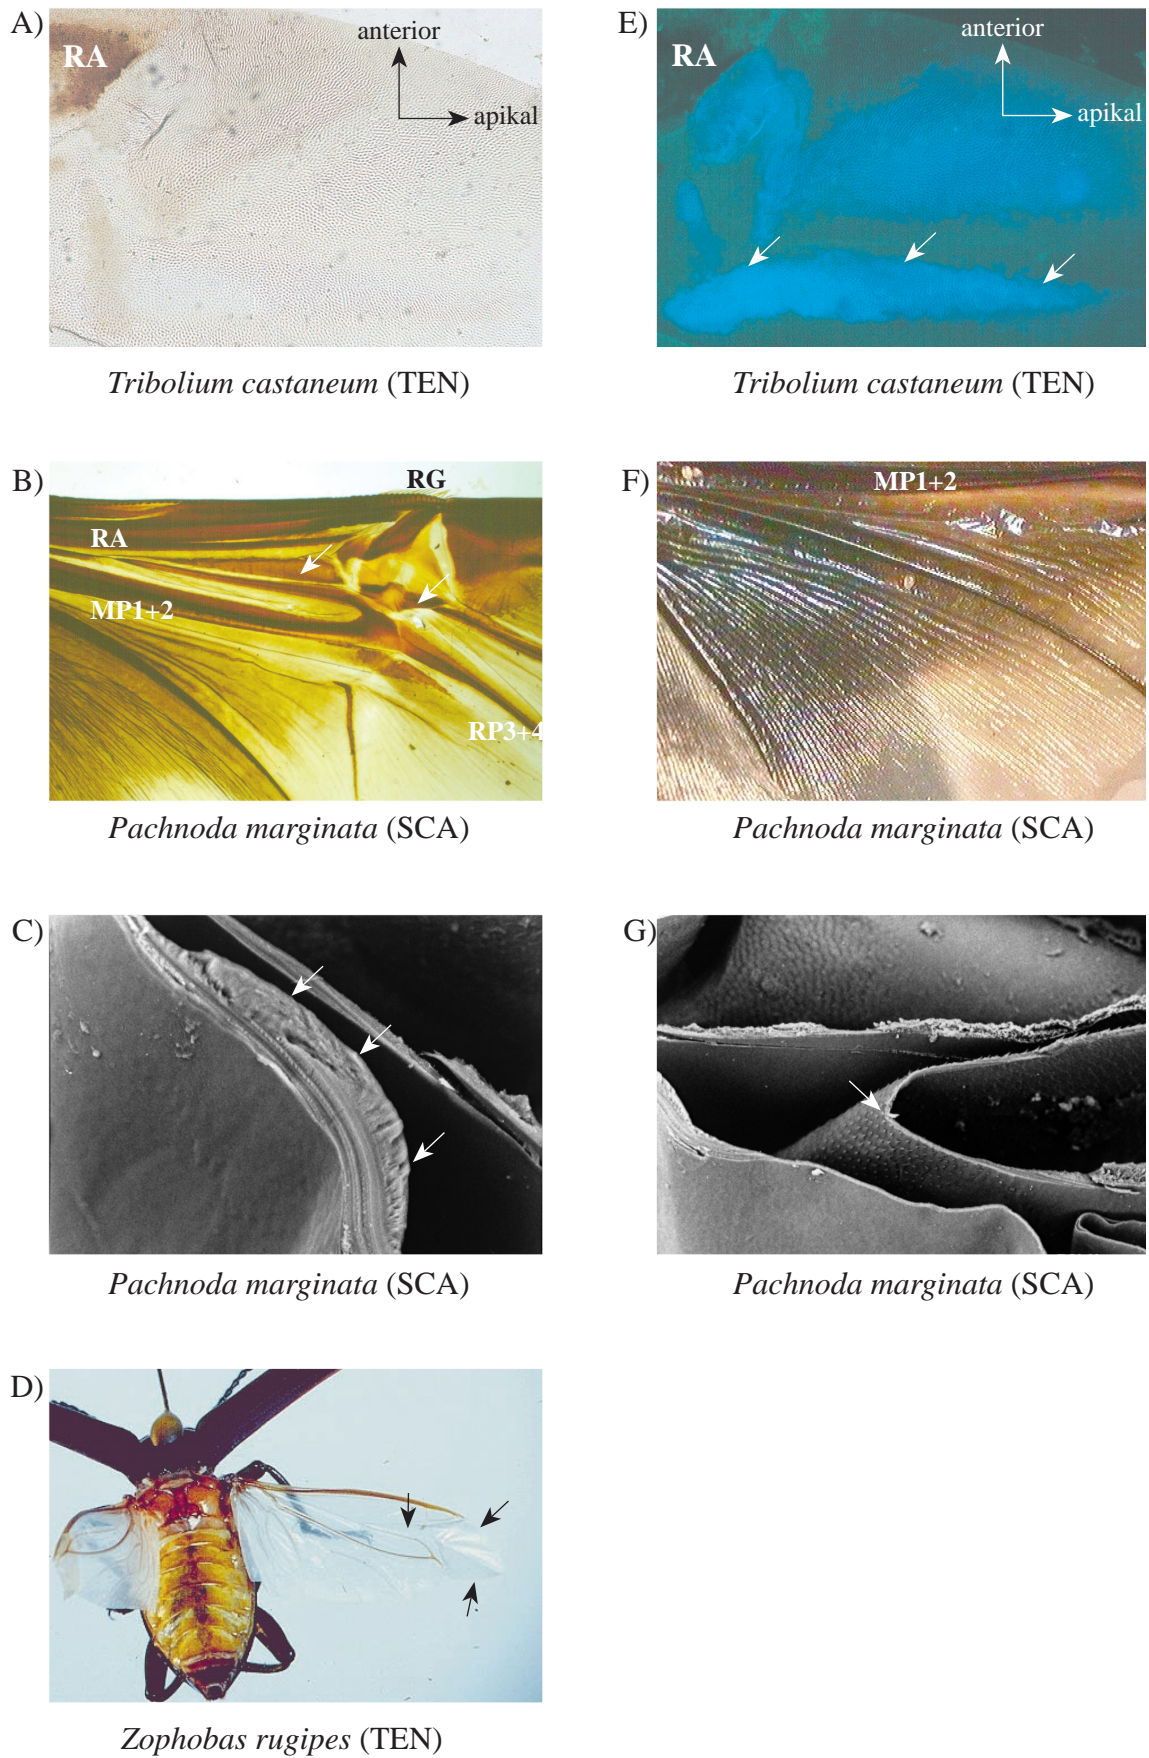 A)
RA
anterior
apikal
Tribolium castaneum (TEN)
E)
RA
anterior
apikal
Tribolium castaneum (TEN)
B)
RG
RA
MP1+2
RP3+4
Pachnoda marginata (SCA)
F)
MP1+2
Pachnoda marginata (SCA)
C)
Pachnoda marginata (SCA)
G)
Pachnoda marginata (SCA)
D)
Zophobas rugipes (TEN)